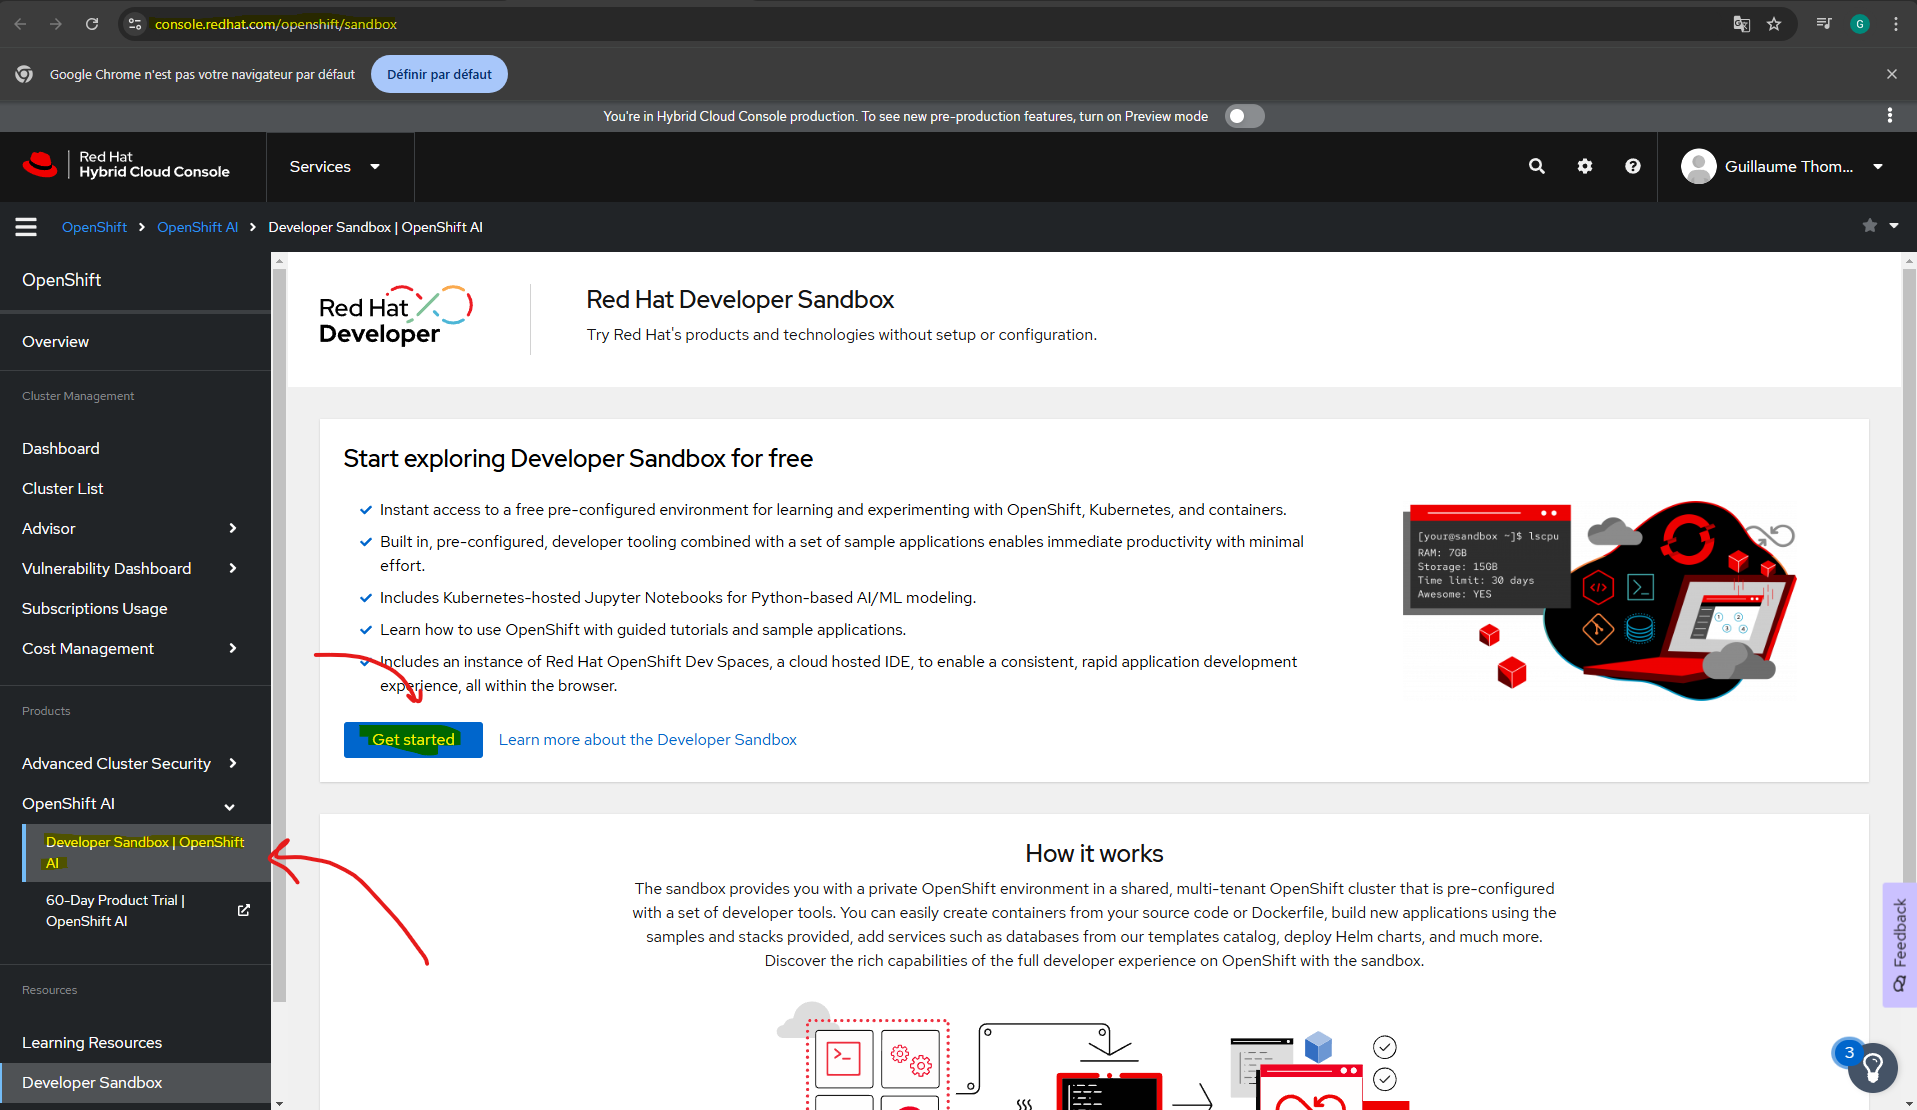 console.redhat.com/openshift/sandbox
G
Google Chrome n'est pas votre navigateur par défaut
Définir par défaut
You're in Hybrid Cloud Console production. To see new pre-production features, turn on Preview mode
Red Hat
Hybrid Cloud Console
Services
Guillaume Thom...
OpenShift
OpenShift AI
Developer Sandbox | OpenShift AI
OpenShift
Overview
Cluster Management
Dashboard
Cluster List
Advisor
Vulnerability Dashboard
Subscriptions Usage
Cost Management
Products
Advanced Cluster Security
OpenShift AI
Developer Sandbox | OpenShift
AI
60-Day Product Trial |
OpenShift AI
Resources
Learning Resources
Developer Sandbox
Red Hat
Developer
Red Hat Developer Sandbox
Try Red Hat's products and technologies without setup or configuration.
Start exploring Developer Sandbox for free
Instant access to a free pre-configured environment for learning and experimenting with OpenShift, Kubernetes, and containers.
Built in, pre-configured, developer tooling combined with a set of sample applications enables immediate productivity with minimal
effort.
Includes Kubernetes-hosted Jupyter Notebooks for Python-based AI/ML modeling.
Learn how to use OpenShift with guided tutorials and sample applications.
Includes an instance of Red Hat OpenShift Dev Spaces, a cloud hosted IDE, to enable a consistent, rapid application development
experience, all within the browser.
Get started
Learn more about the Developer Sandbox
[your@sandbox ~]$ lscpu
RAM: 7GB
Storage: 15GB
Time limit: 30 days
Awesome: YES
1 2
3 4
How it works
The sandbox provides you with a private OpenShift environment in a shared, multi-tenant OpenShift cluster that is pre-configured
with a set of developer tools. You can easily create containers from your source code or Dockerfile, build new applications using the
samples and stacks provided, add services such as databases from our templates catalog, deploy Helm charts, and much more.
Discover the rich capabilities of the full developer experience on OpenShift with the sandbox.
Feedback
3